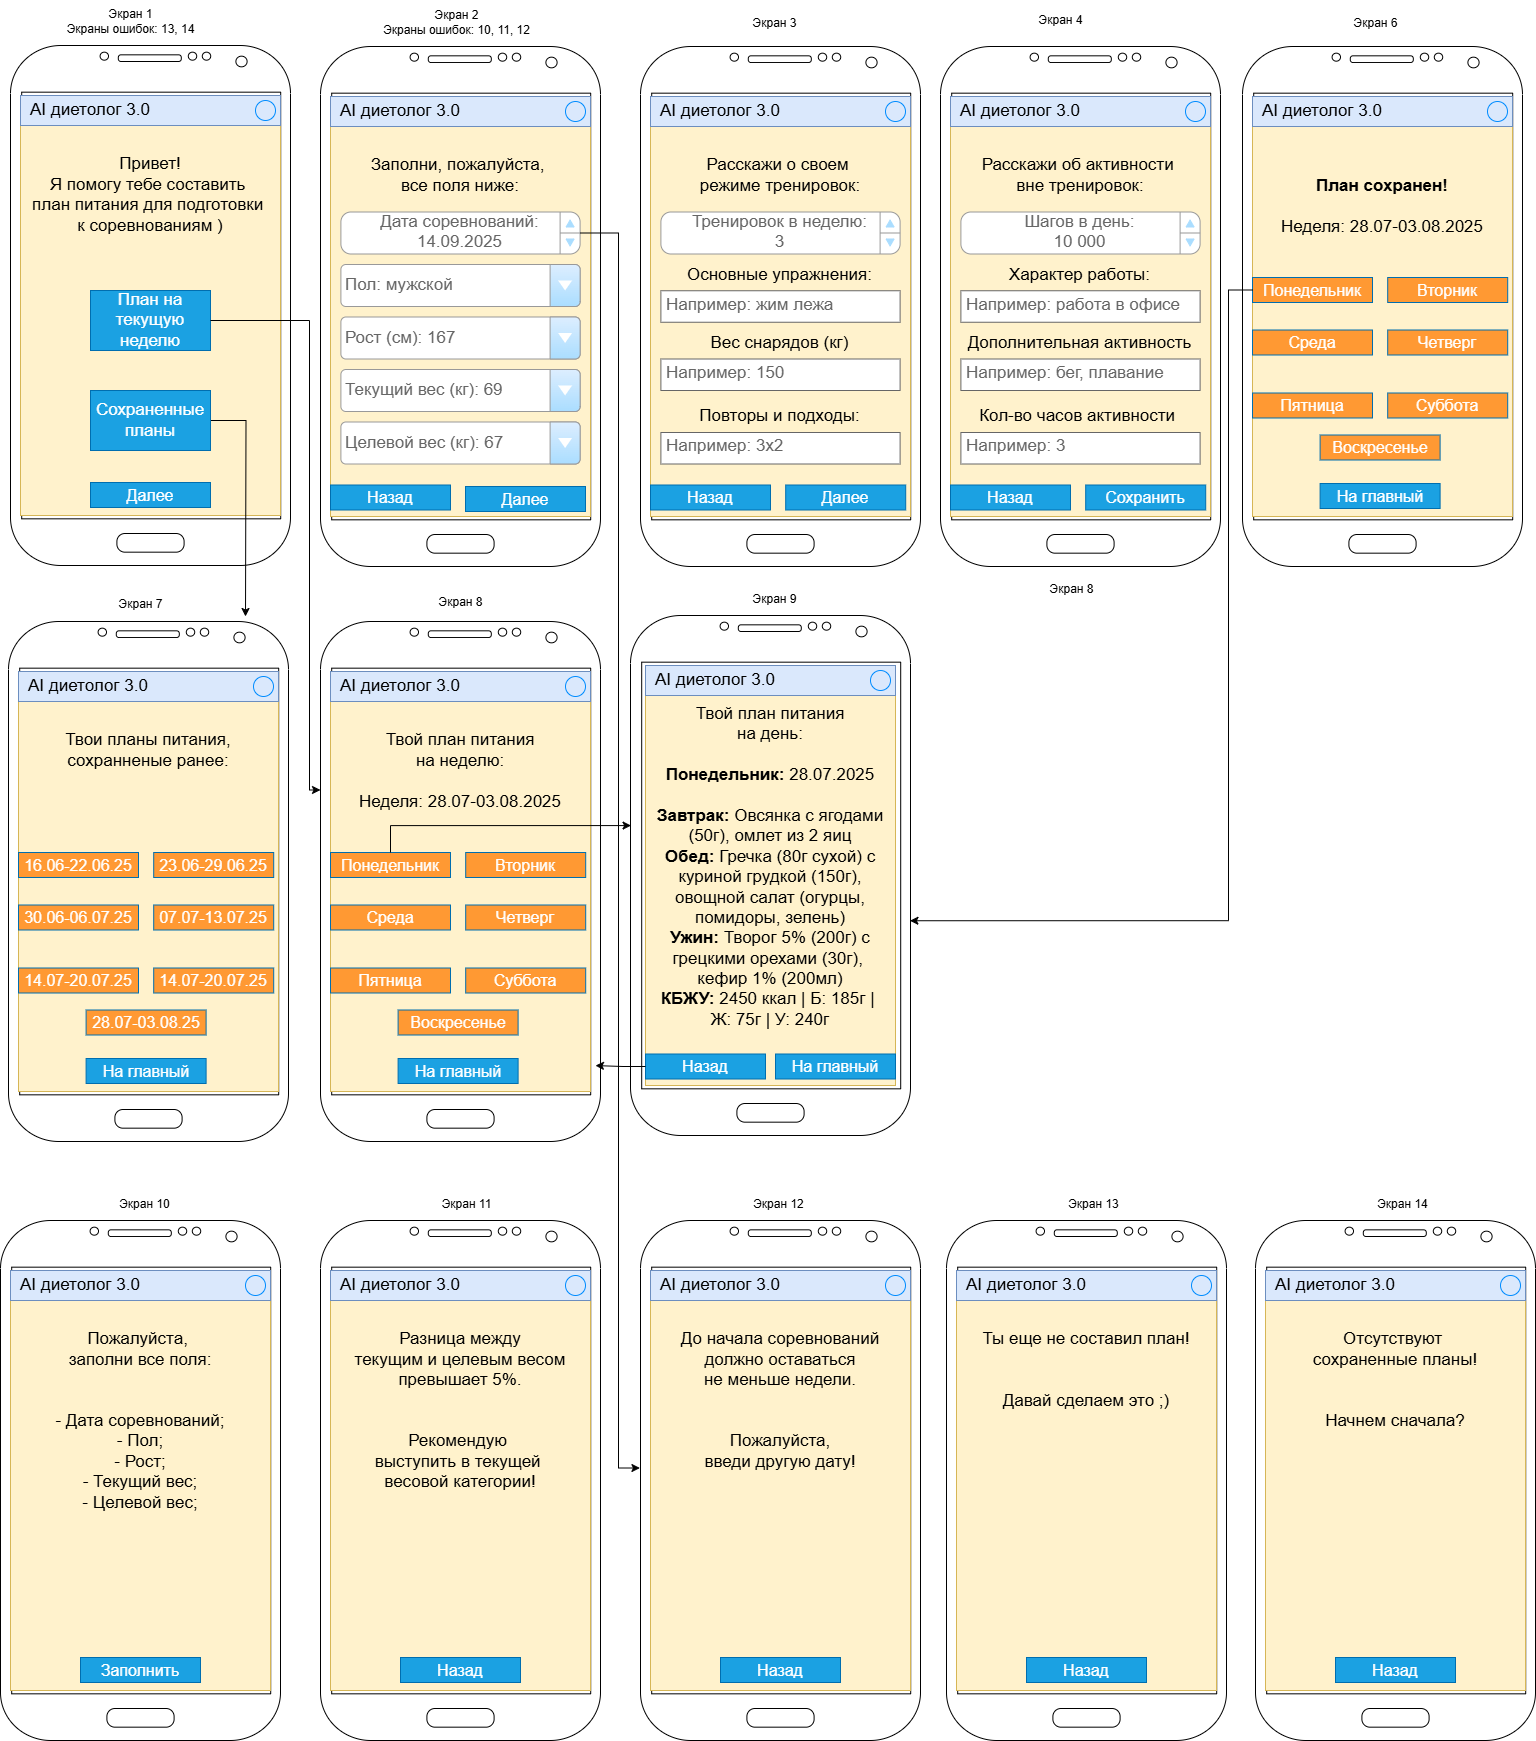 Экран 1
Экраны ошибок: 13, 14
AI диетолог 3.0
Привет!
Я помогу тебе составить
план питания для подготовки
к соревнованиям )
План на
текущую
неделю
Сохраненные
планы
Далее
Экран 2
Экраны ошибок: 10, 11, 12
AI диетолог 3.0
Заполни, пожалуйста,
все поля ниже:
Дата соревнований:
14.09.2025
Пол: мужской
Рост (см): 167
Текущий вес (кг): 69
Целевой вес (кг): 67
Назад
Далее
Экран 3
AI диетолог 3.0
Расскажи о своем
режиме тренировок:
Тренировок в неделю:
3
Основные упражнения:
Например: жим лежа
Вес снарядов (кг)
Например: 150
Повторы и подходы:
Например: 3x2
Назад
Далее
Экран 4
AI диетолог 3.0
Расскажи об активности
вне тренировок:
Шагов в день:
10 000
Характер работы:
Например: работа в офисе
Дополнительная активность
Например: бег, плавание
Кол-во часов активности
Например: 3
Назад
Сохранить
Экран 6
AI диетолог 3.0
План сохранен!
Неделя: 28.07-03.08.2025
Понедельник
Вторник
Среда
Четверг
Пятница
Суббота
Воскресенье
На главный
Экран 7
AI диетолог 3.0
Твои планы питания,
сохранненые ранее:
16.06-22.06.25
23.06-29.06.25
30.06-06.07.25
07.07-13.07.25
14.07-20.07.25
14.07-20.07.25
28.07-03.08.25
На главный
Экран 8
AI диетолог 3.0
Твой план питания
на неделю:
Неделя: 28.07-03.08.2025
Понедельник
Вторник
Среда
Четверг
Пятница
Суббота
Воскресенье
На главный
Экран 9
AI диетолог 3.0
Твой план питания
на день:
Понедельник: 28.07.2025
Завтрак: Овсянка с ягодами
(50г), омлет из 2 яиц
Обед: Гречка (80г сухой) с
куриной грудкой (150г),
овощной салат (огурцы,
помидоры, зелень)
Ужин: Творог 5% (200г) с
грецкими орехами (30г),
кефир 1% (200мл)
КБЖУ: 2450 ккал | Б: 185г |
Ж: 75г | У: 240г
Назад
На главный
Экран 8
Экран 10
AI диетолог 3.0
Пожалуйста,
заполни все поля:
- Дата соревнований;
- Пол;
- Рост;
- Текущий вес;
- Целевой вес;
Заполнить
Экран 11
AI диетолог 3.0
Разница между
текущим и целевым весом
превышает 5%.
Рекомендую
выступить в текущей
весовой категории!
Назад
Экран 12
AI диетолог 3.0
До начала соревнований
должно оставаться
не меньше недели.
Пожалуйста,
введи другую дату!
Назад
Экран 13
AI диетолог 3.0
Ты еще не составил план!
Давай сделаем это ;)
Назад
Экран 14
AI диетолог 3.0
Отсутствуют
сохраненные планы!
Начнем сначала?
Назад